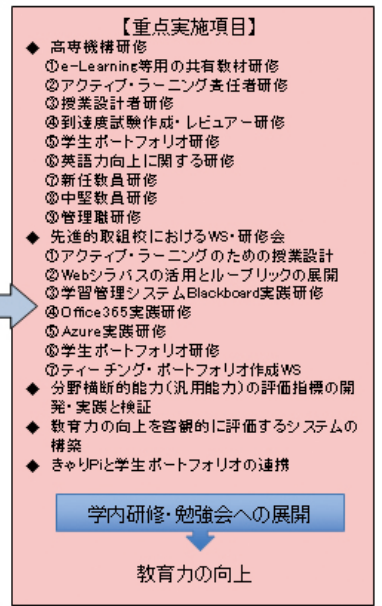 【重点実施項目】
◆ 高専機構研修
①e-Learning等用の共有教材研修
②アクティブ・ラーニング責任者研修
③授業設計者研修
④到達度試験作成・レビュアー研修
⑤学生ポートフォリオ研修
⑥英語力向上に関する研修
⑦新任教員研修
⑧中堅教員研修
⑨管理職研修
◆ 先進的取組校におけるWS・研修会
①アクティブ・ラーニングのための授業設計
②Webシラバスの活用とルーブリックの展開
③学習管理システムBlackboard実践研修
④Office365実践研修
⑤Azure実践研修
⑥学生ポートフォリオ研修
⑦ティーチング・ポートフォリオ作成WS
◆ 分野横断的能力(汎用能力)の評価指標の開
発・実践と検証
◆ 教育力の向上を客観的に評価するシステムの
構築
◆ きゃりPiと学生ポートフォリオの連携
学内研修・勉強会への展開
教育力の向上